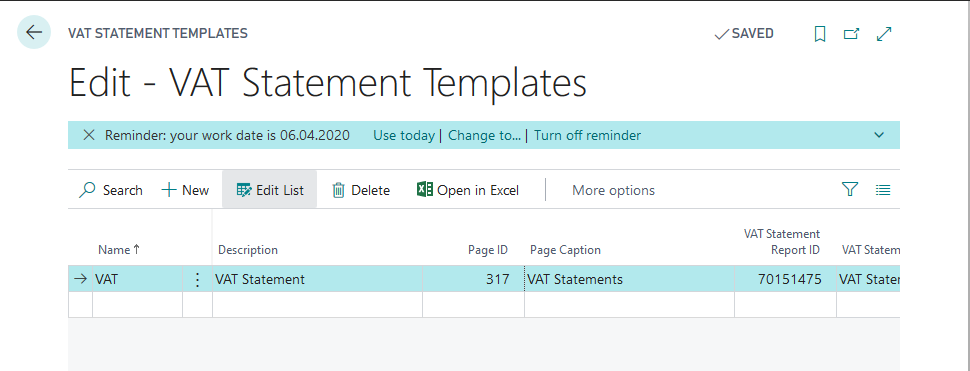 VAT STATEMENT TEMPLATES
SAVED
Edit - VAT Statement Templates
Reminder: your work date is 06.04.2020 Use today | Change to... | Turn off reminder
Search New Edit List Delete Open in Excel More options
VAT Statement
Name ↑ Description Page ID Page Caption Report ID VAT Statem
VAT VAT Statement 317 VAT Statements 70151475 VAT Stater